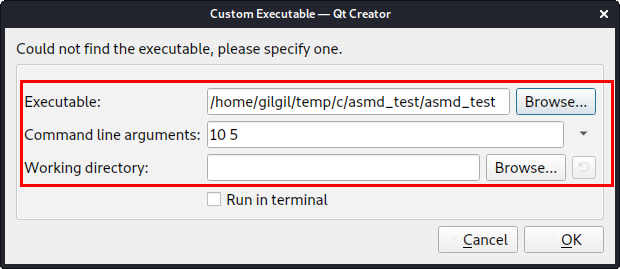 Custom Executable — Qt Creator
Could not find the executable, please specify one.
Executable: /home/gilgil/temp/c/asmd_test/asmd_test Browse...
Command line arguments: 10 5
Working directory: Browse...
Run in terminal
Cancel OK